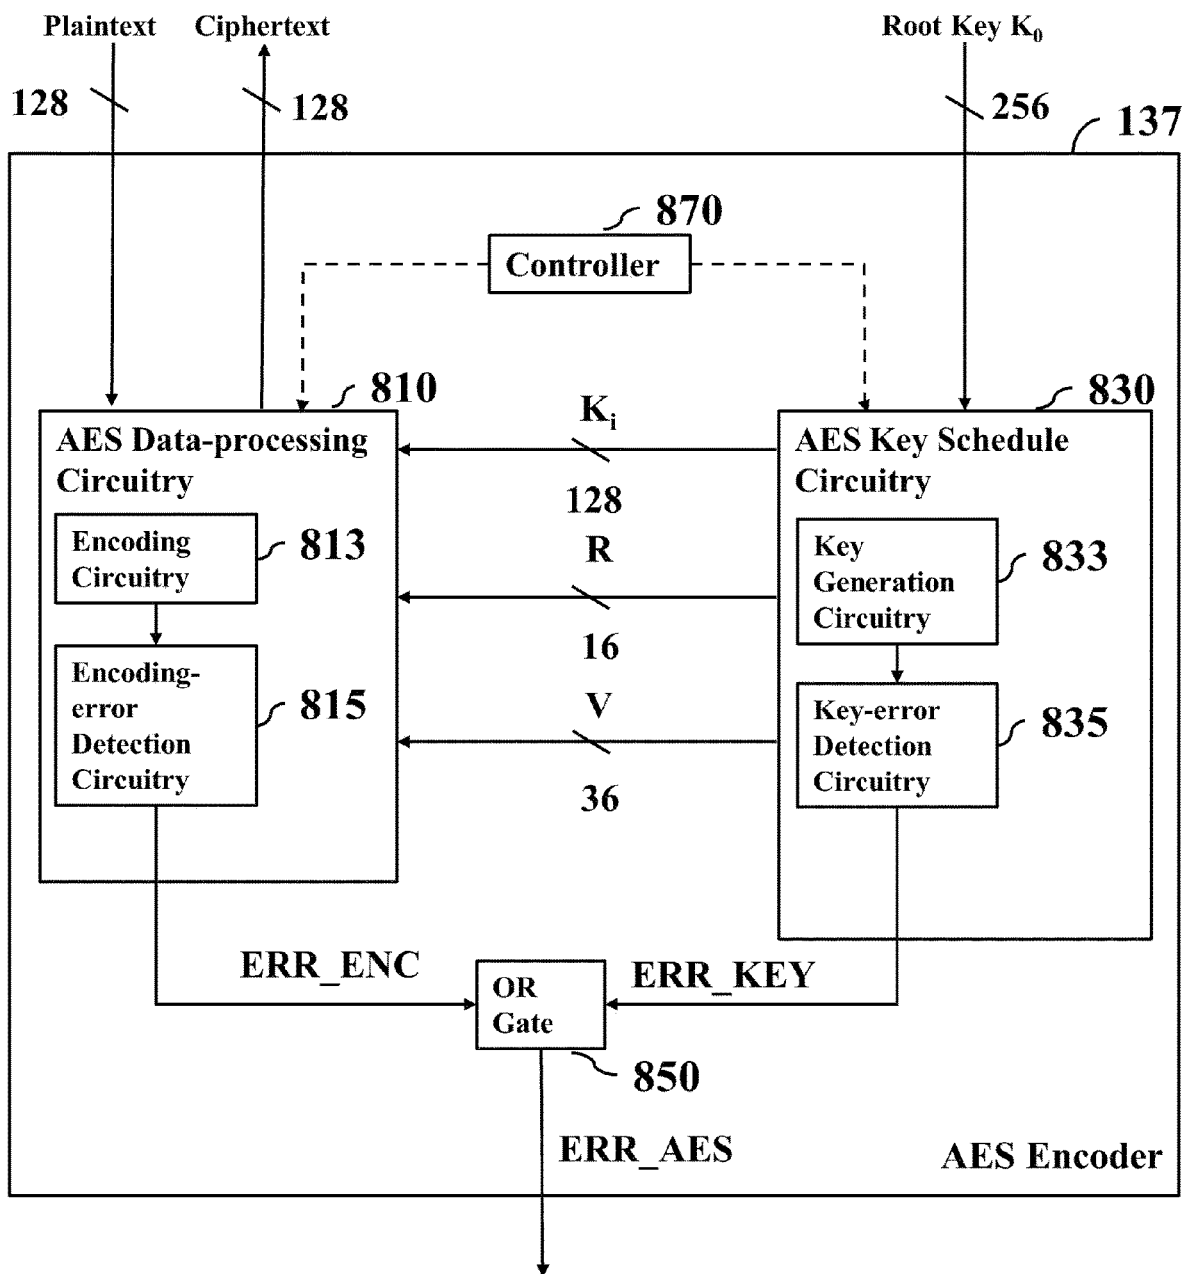 Plaintext
Ciphertext
Root Key K0
128
128
256
137
870
Controller
810
830
AES Data-processing
Circuitry
Ki
128
AES Key Schedule
Circuitry
Encoding
Circuitry
813
R
16
Key
Generation
Circuitry
833
Encoding-
error
Detection
Circuitry
815
V
36
Key-error
Detection
Circuitry
835
ERR_ENC
ERR_KEY
OR
Gate
850
ERR_AES
AES Encoder